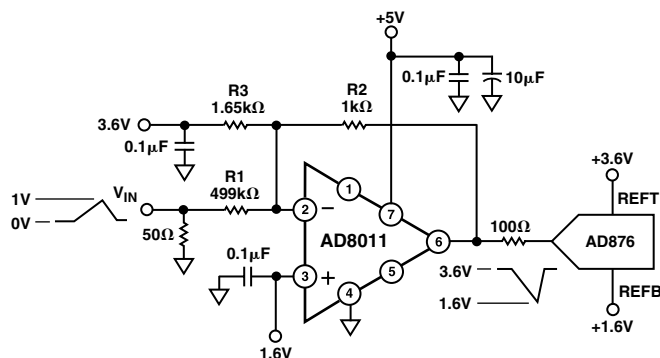 +5V
R3
1.65kΩ
R2
1kΩ
0.1μF
10μF
3.6V
0.1μF
R1
499kΩ
1V
0V
VIN
50Ω
1
2
−
7
AD8011
6
3
+
5
4
0.1μF
1.6V
100Ω
3.6V
1.6V
+3.6V
REFT
AD876
REFB
+1.6V